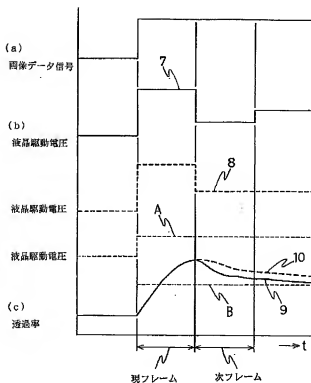 (a)
画像データ信号
7
(b)
液晶駆動電圧
8
液晶駆動電圧
A
液晶駆動電圧
10
B
9
(c)
透過率
t
現フレーム
次フレーム